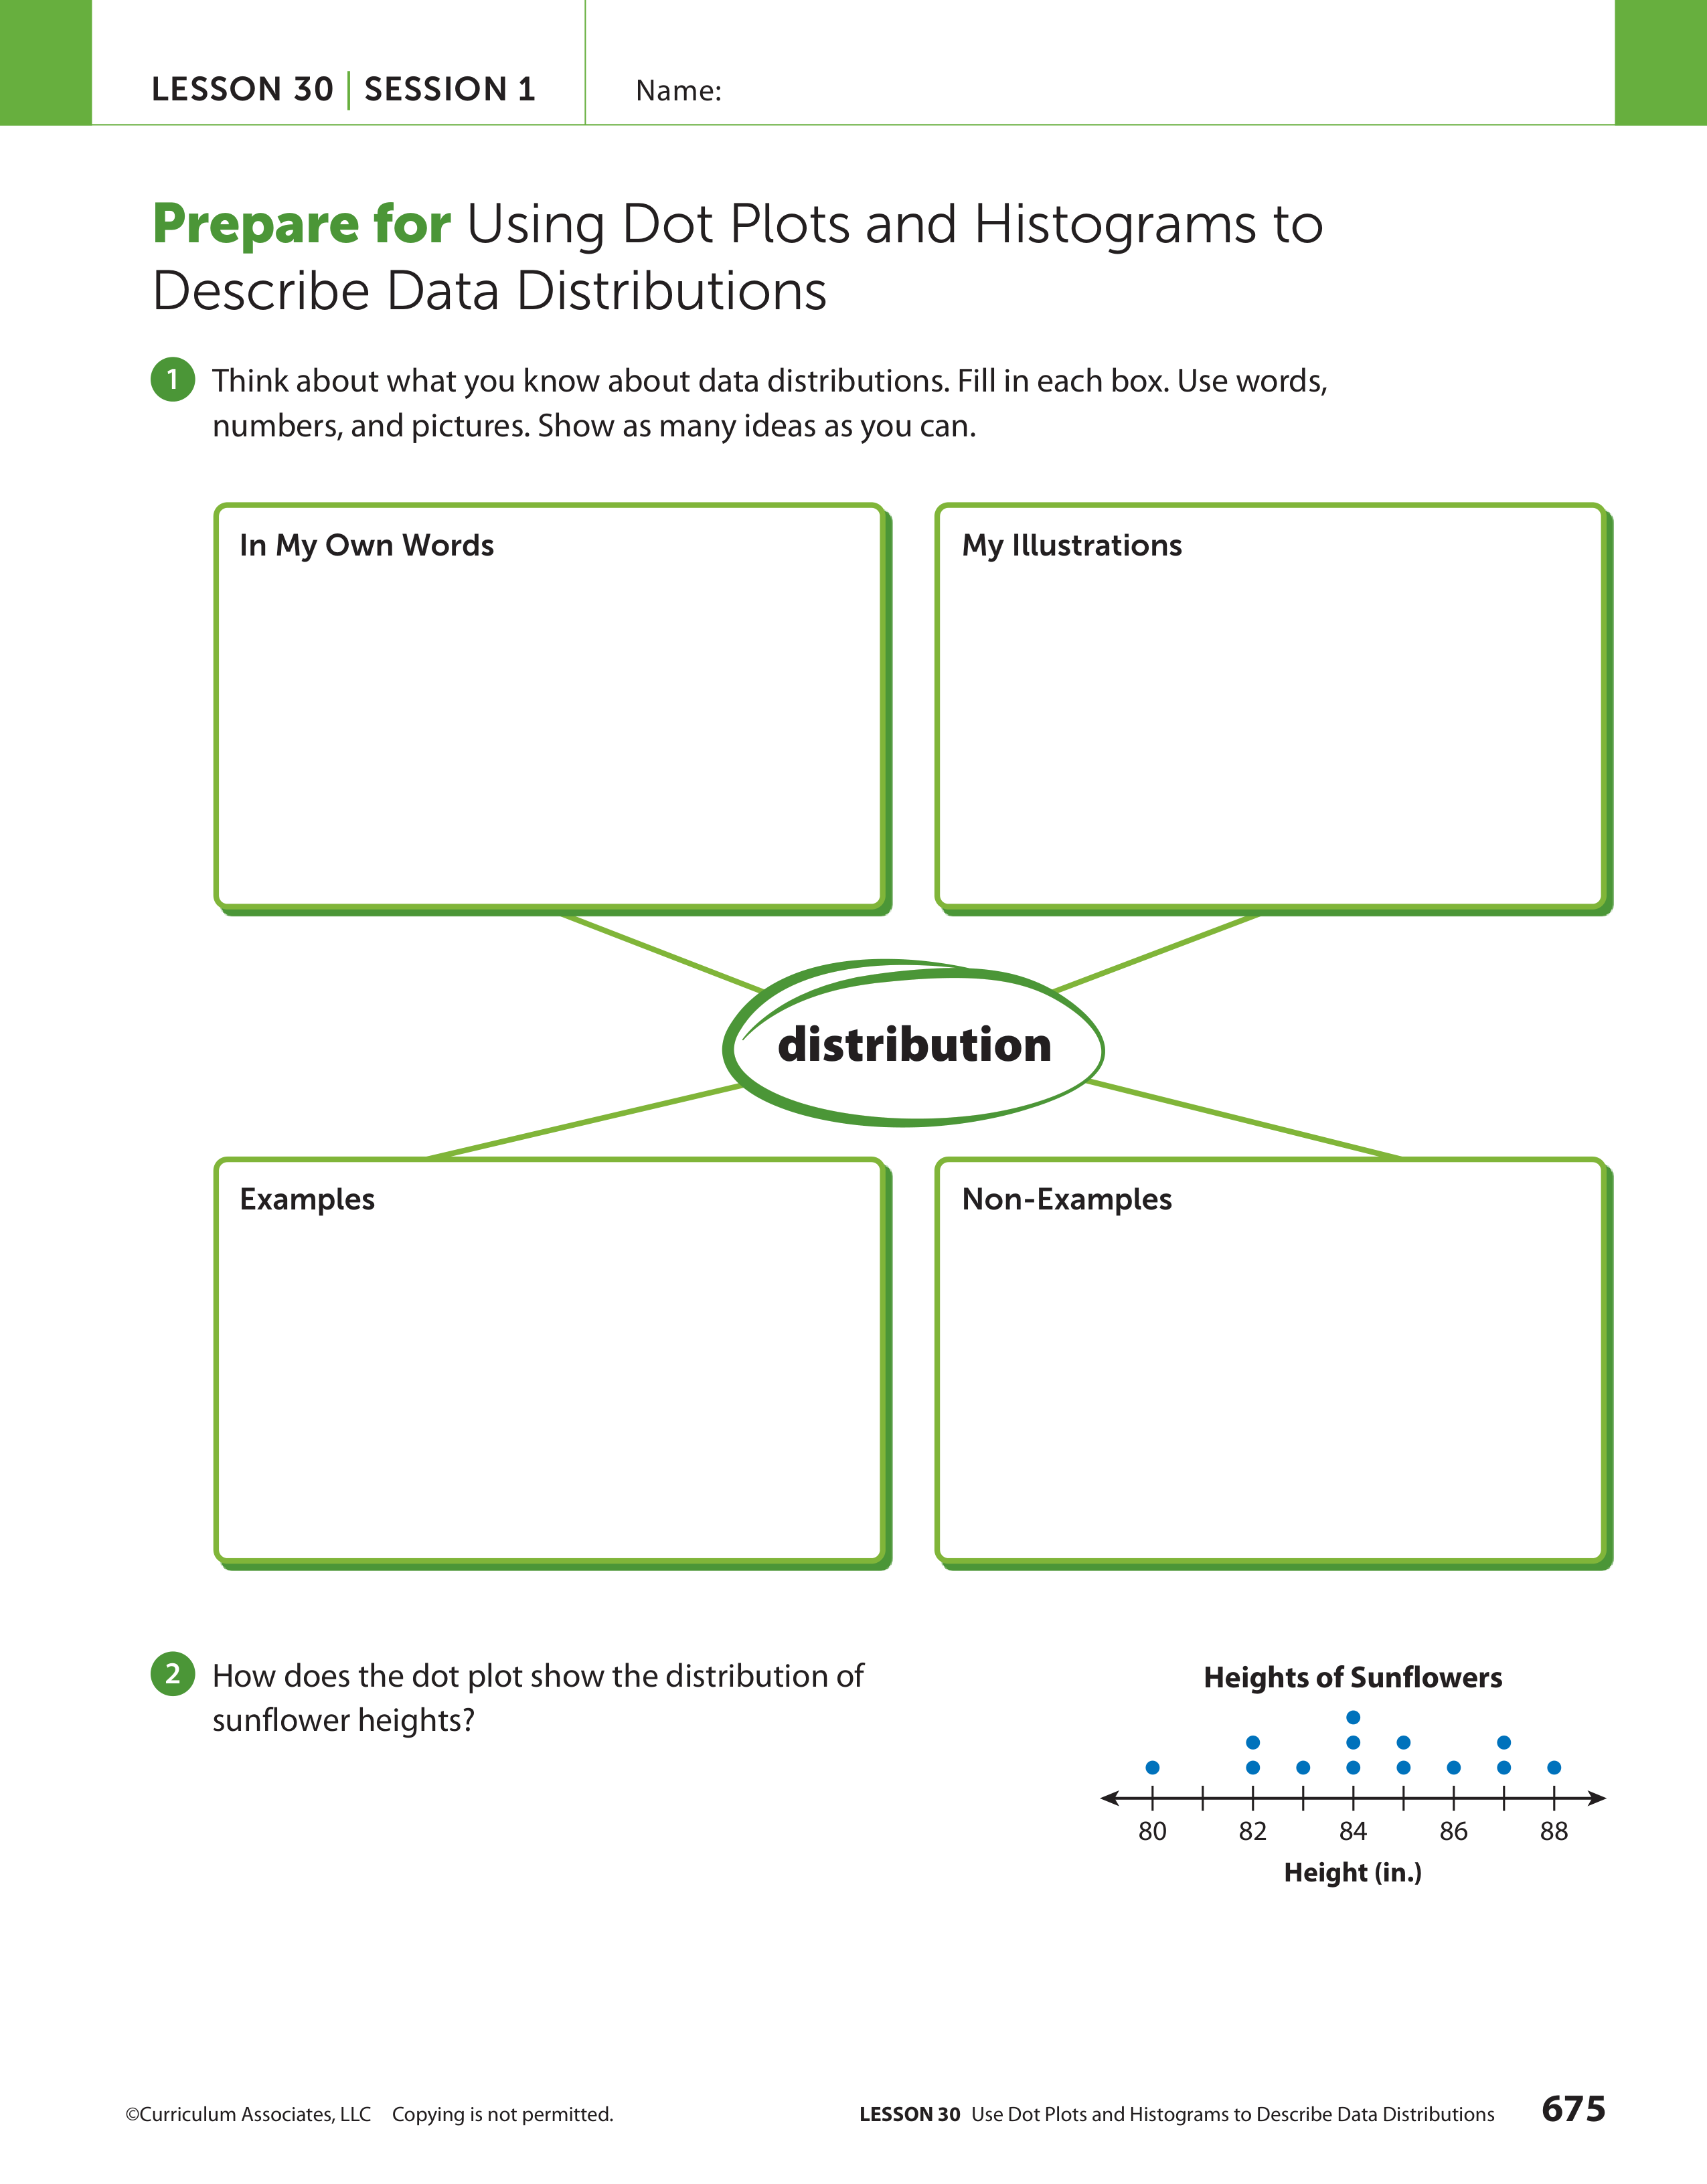 LESSON 30 | SESSION 1
Name:
Prepare for Using Dot Plots and Histograms to
Describe Data Distributions
1 Think about what you know about data distributions. Fill in each box. Use words,
numbers, and pictures. Show as many ideas as you can.
In My Own Words
My Illustrations
distribution
Examples
Non-Examples
2 How does the dot plot show the distribution of
sunflower heights?
Heights of Sunflowers
80 82 84 86 88
Height (in.)
©Curriculum Associates, LLC Copying is not permitted.
LESSON 30 Use Dot Plots and Histograms to Describe Data Distributions 675